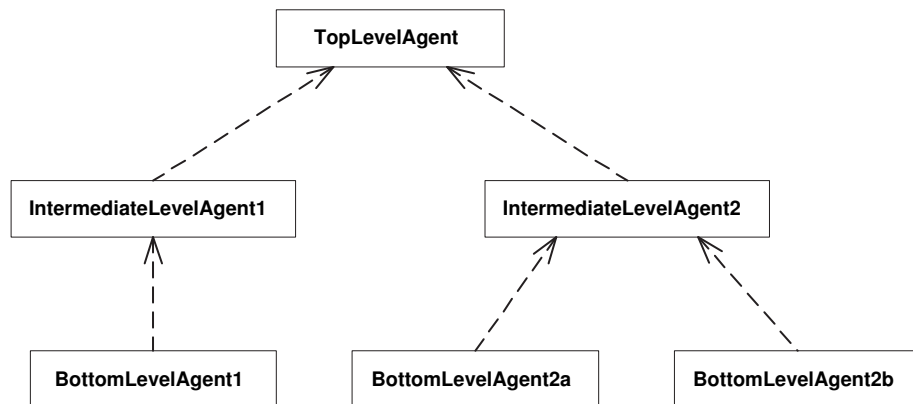 TopLevelAgent
IntermediateLevelAgent1
IntermediateLevelAgent2
BottomLevelAgent1
BottomLevelAgent2a
BottomLevelAgent2b